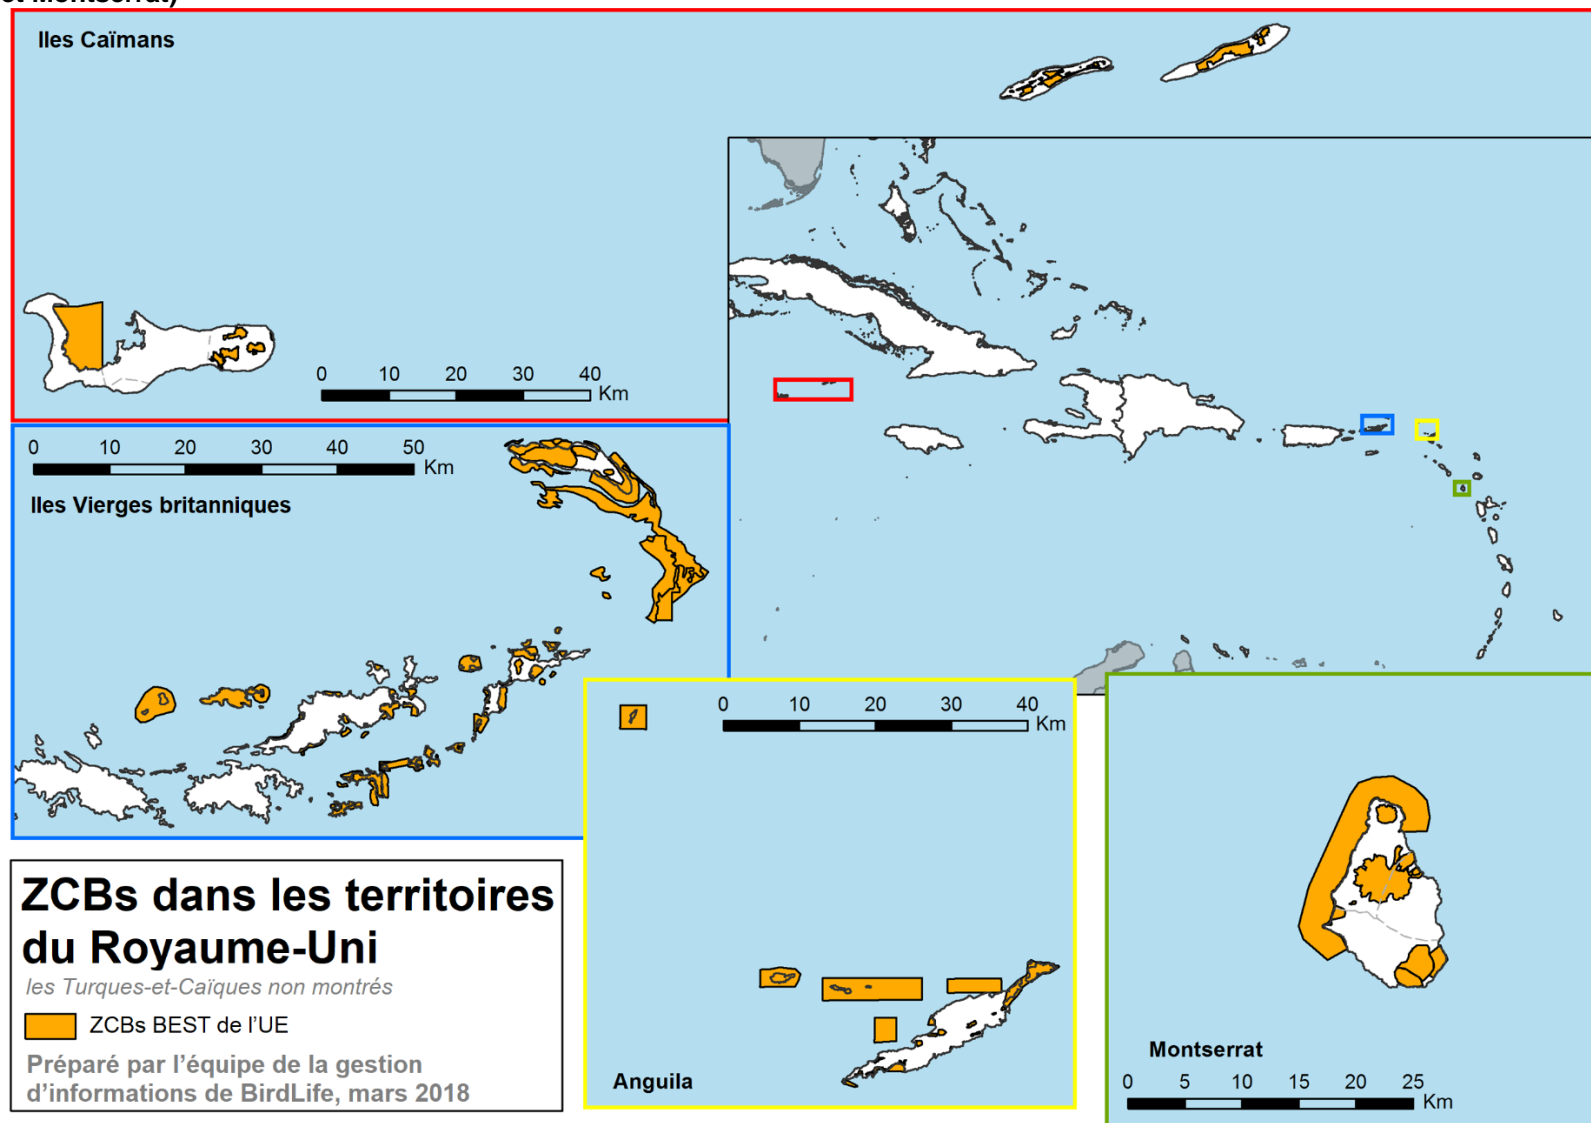 et Montserrat)
Iles Caïmans
0 10 20 30 40
Km
0 10 20 30 40 50
Km
Iles Vierges britanniques
0 10 20 30 40
Km
Anguila
Montserrat
0 5 10 15 20 25
Km
ZCBs dans les territoires
du Royaume-Uni
les Turques-et-Caïques non montrés
ZCBs BEST de l'UE
Préparé par l'équipe de la gestion
d'informations de BirdLife, mars 2018